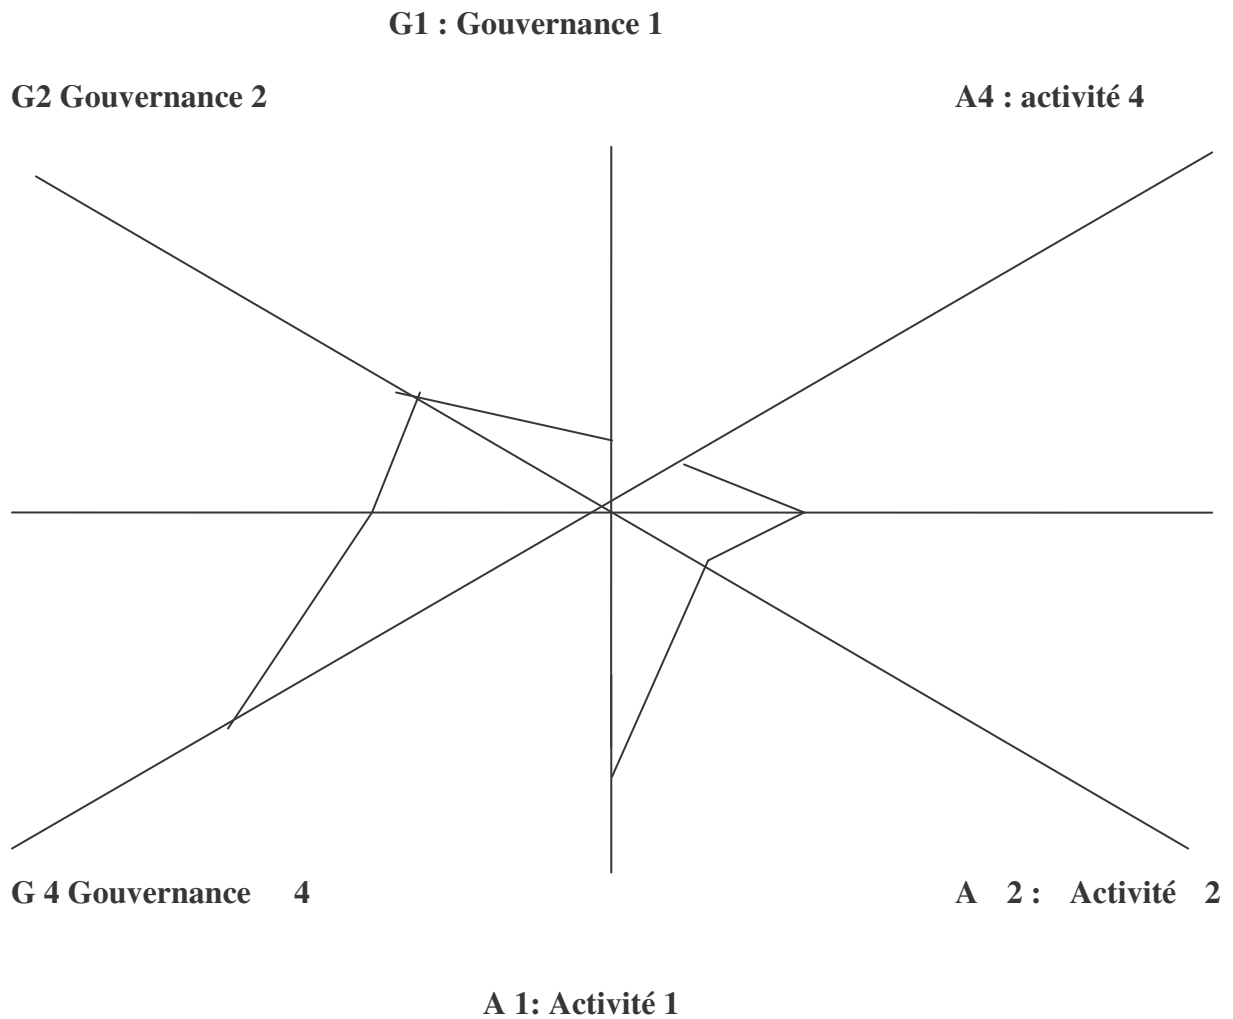 G1 : Gouvernance 1
G2 Gouvernance 2
A4 : activité 4
G 4 Gouvernance 4
A 2 : Activité 2
A 1: Activité 1